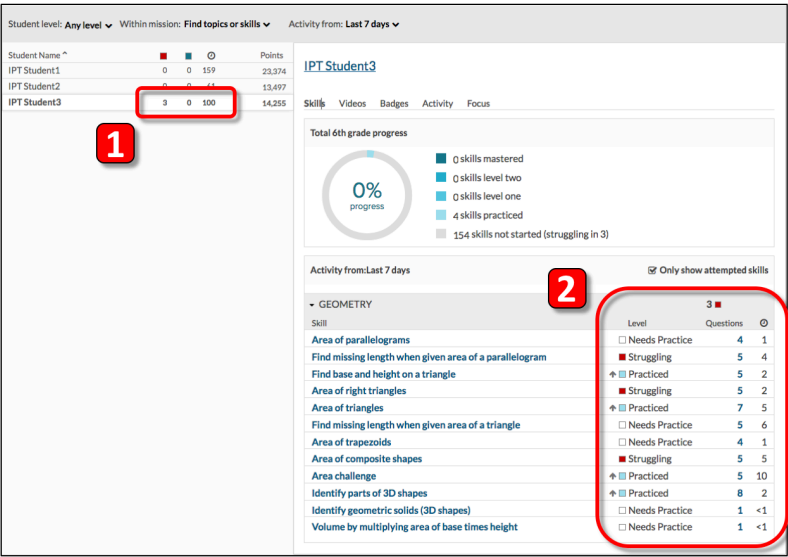 Student level: Any level Within mission: Find topics or skills Activity from: Last 7 days
Student Name Points
IPT Student1 0 0 159 23,374
IPT Student2 0 0 61 13,497
IPT Student3 3 0 100 14,255
1
IPT Student3
Skills Videos Badges Activity Focus
Total 6th grade progress
0%
progress
0 skills mastered
0 skills level two
0 skills level one
4 skills practiced
154 skills not started (struggling in 3)
Activity from:Last 7 days Only show attempted skills
2
GEOMETRY 3
Skill Level Questions
Area of parallelograms Needs Practice 4 1
Find missing length when given area of a parallelogram Struggling 5 4
Find base and height on a triangle Practiced 5 2
Area of right triangles Struggling 5 2
Area of triangles Practiced 7 5
Find missing length when given area of a triangle Needs Practice 5 6
Area of trapezoids Needs Practice 4 1
Area of composite shapes Struggling 5 5
Area challenge Practiced 5 10
Identify parts of 3D shapes Practiced 8 2
Identify geometric solids (3D shapes) Needs Practice 1 <1
Volume by multiplying area of base times height Needs Practice 1 <1